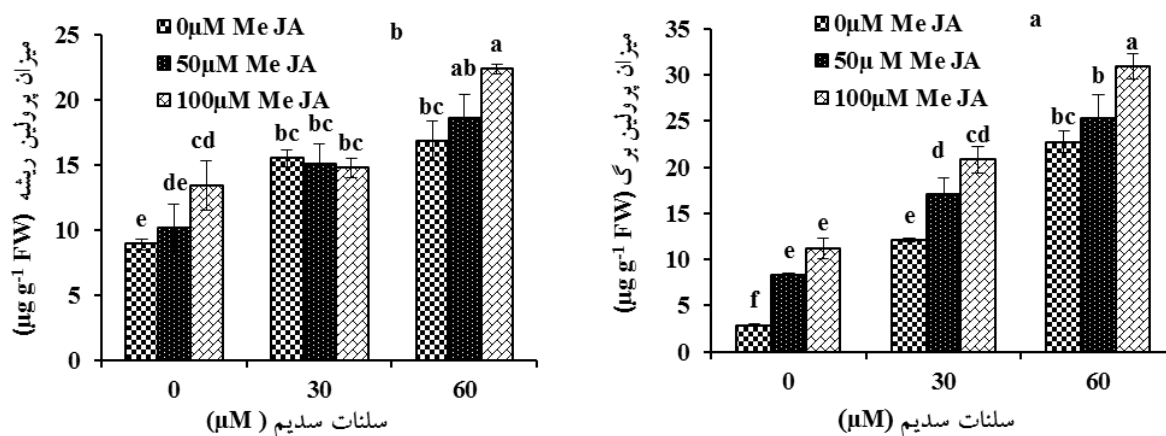 25
20
15
10
5
0
میزان پرولین ریشه
(µg g-1 FW)
0µM Me JA
50µM Me JA
100µM Me JA
b
e
de
cd
bc
bc
bc
bc
ab
a
0
30
60
سلنات سدیم ( µM)
35
30
25
20
15
10
5
0
میزان پرولین برگ
(µg g-1 FW)
0µM Me JA
50µ M Me JA
100µM Me JA
a
f
e
e
e
d
cd
bc
b
a
0
30
60
سلنات سدیم (µM)